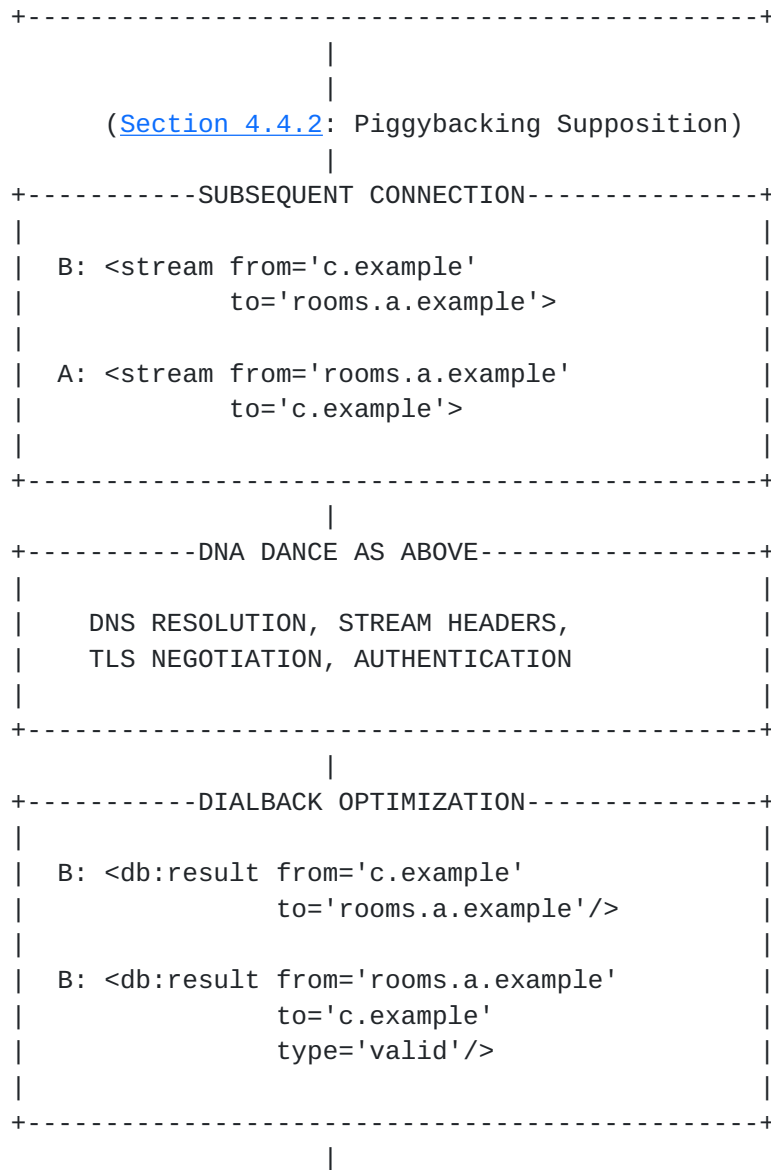 +-----------------------------------------------+
|
|
(Section 4.4.2: Piggybacking Supposition)
|
+-----------SUBSEQUENT CONNECTION---------------+
| |
| B: <stream from='c.example' |
| to='rooms.a.example'> |
| |
| A: <stream from='rooms.a.example' |
| to='c.example'> |
| |
+-----------------------------------------------+
|
+-----------DNA DANCE AS ABOVE------------------+
| |
| DNS RESOLUTION, STREAM HEADERS, |
| TLS NEGOTIATION, AUTHENTICATION |
| |
+-----------------------------------------------+
|
+-----------DIALBACK OPTIMIZATION---------------+
| |
| B: <db:result from='c.example' |
| to='rooms.a.example'/> |
| |
| B: <db:result from='rooms.a.example' |
| to='c.example' |
| type='valid'/> |
| |
+-----------------------------------------------+
|